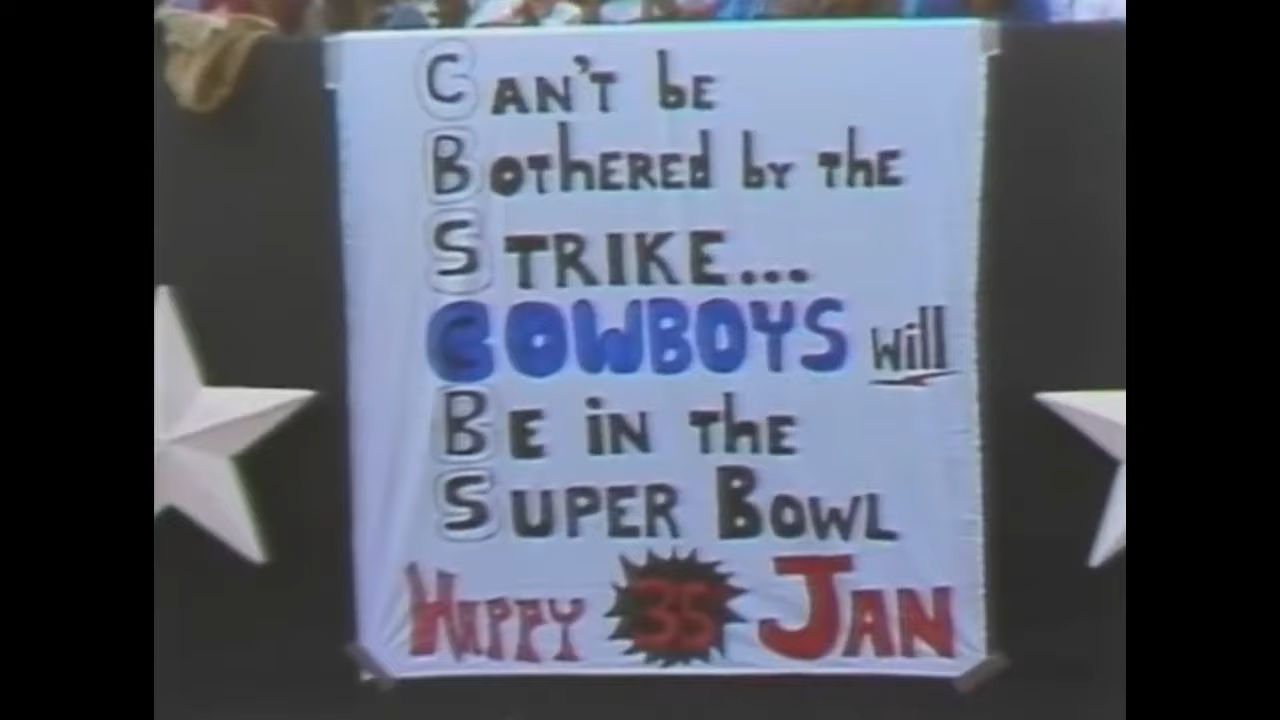 CAN'T bE
BOThERED by ThE
STRIKE...
COWBOYS will
BE iN ThE
SUPER BOWL
HAPPY 35 JAN